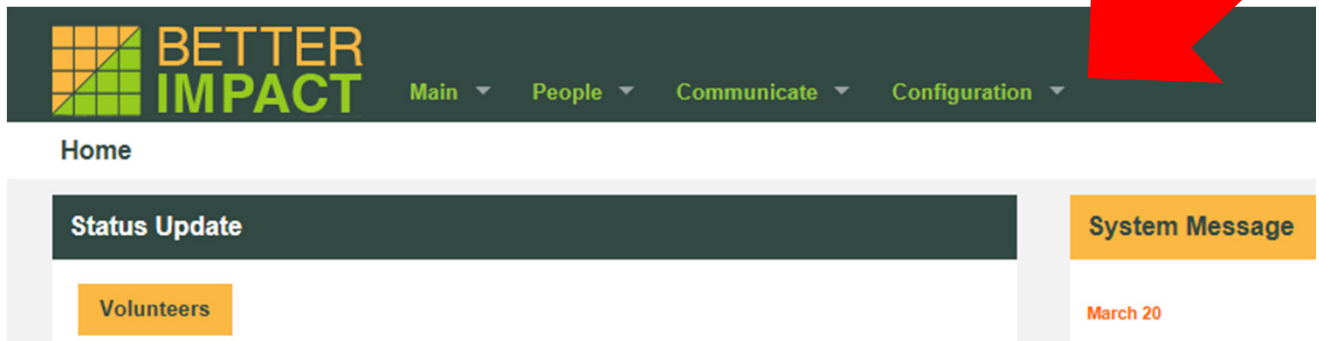 BETTER
IMPACT
Main People Communicate Configuration
Home
Status Update
System Message
Volunteers
March 20